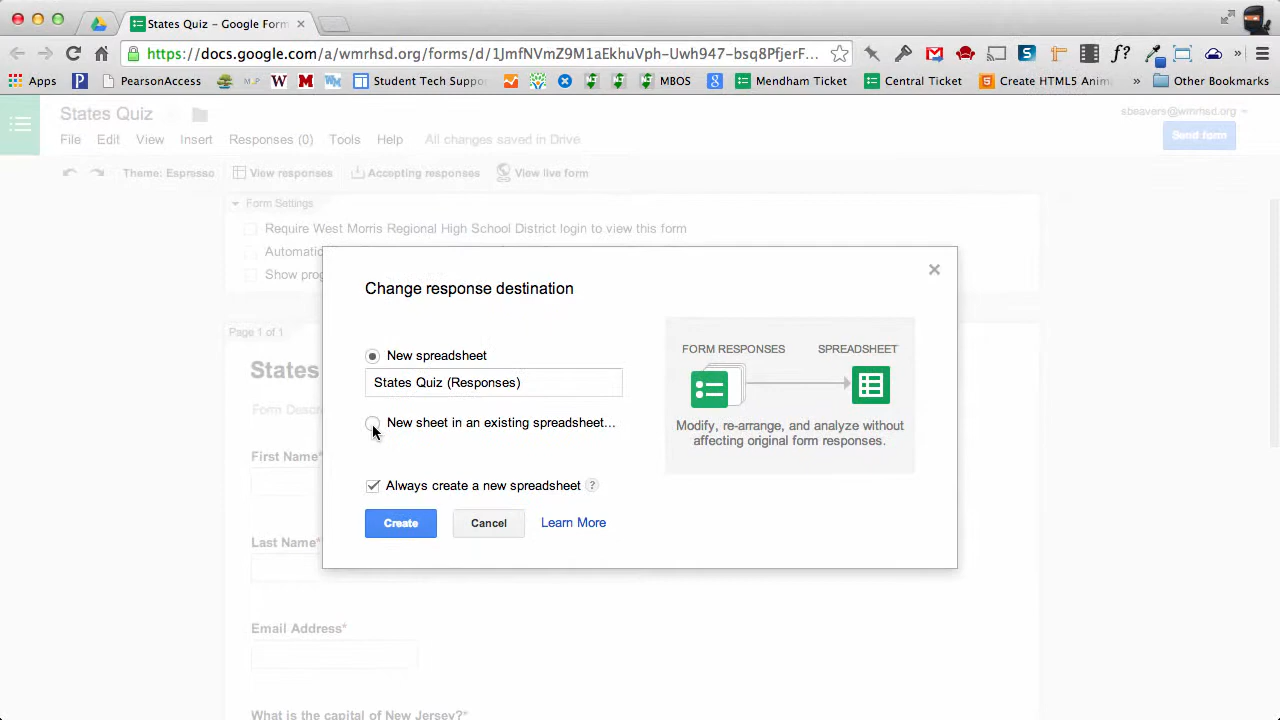 States Quiz – Google Form
https://docs.google.com/a/wmrhsd.org/forms/d/1JmfNVmZ9M1aEkhuVph-Uwh947-bsq8PfjerF...
f?
»
Apps
P
PearsonAccess
M.P
W
M
Student Tech Suppor
MBOS
g
Mendham Ticket
Central Ticket
Create HTML5 Anim
»
Other Bookmarks
States Quiz
sbeavers@wmrhsd.org
File
Edit
View
Insert
Responses (0)
Tools
Help
All changes saved in Drive
Send form
Theme: Espresso
View responses
Accepting responses
View live form
Form Settings
Require West Morris Regional High School District login to view this form
Automatic
Show prog
Page 1 of 1
States
Form Descr
First Name*
Last Name*
Email Address*
What is the capital of New Jersey?*
Change response destination
×
New spreadsheet
States Quiz (Responses)
New sheet in an existing spreadsheet...
Always create a new spreadsheet ?
Create
Cancel
Learn More
FORM RESPONSES
SPREADSHEET
Modify, re-arrange, and analyze without
affecting original form responses.